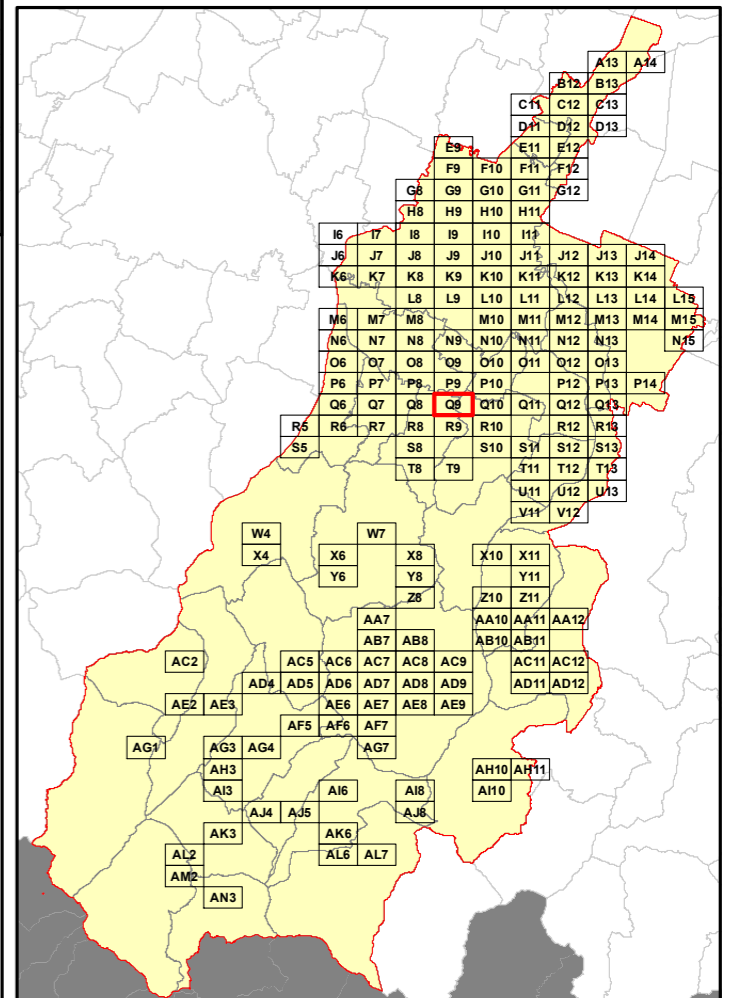 A13 A14
B12 B13
C11 C12 C13
D11 D12 D13
E9 E11 E12
F9 F10 F11 F12
G8 G9 G10 G11 G12
H8 H9 H10 H11
I6 I7 I8 I9 I10 I11
J6 J7 J8 J9 J10 J11 J12 J13 J14
K6 K7 K8 K9 K10 K11 K12 K13 K14
L8 L9 L10 L11 L12 L13 L14 L15
M6 M7 M8 M10 M11 M12 M13 M14 M15
N6 N7 N8 N9 N10 N11 N12 N13 N15
O6 O7 O8 O9 O10 O11 O12 O13
P6 P7 P8 P9 P10 P12 P13 P14
Q6 Q7 Q8 Q9 Q10 Q11 Q12 Q13
R5 R6 R7 R8 R9 R10 R12 R13
S5 S8 S10 S11 S12 S13
T8 T9 T11 T12 T13
U11 U12 U13
V11 V12
W4 W7
X4 X6 X8 X10 X11
Y6 Y8 Y11
Z8 Z10 Z11
AA7 AA10 AA11 AA12
AB7 AB8 AB10 AB11
AC2 AC5 AC6 AC7 AC8 AC9 AC11 AC12
AD4 AD5 AD6 AD7 AD8 AD9 AD11 AD12
AE2 AE3 AE6 AE7 AE8 AE9
AF5 AF6 AF7
AG1 AG3 AG4 AG7
AH3 AH10 AH11
AI3 AI6 AI8 AI10
AJ4 AJ5 AJ8
AK3 AK6
AL2 AL6 AL7
AM2
AN3